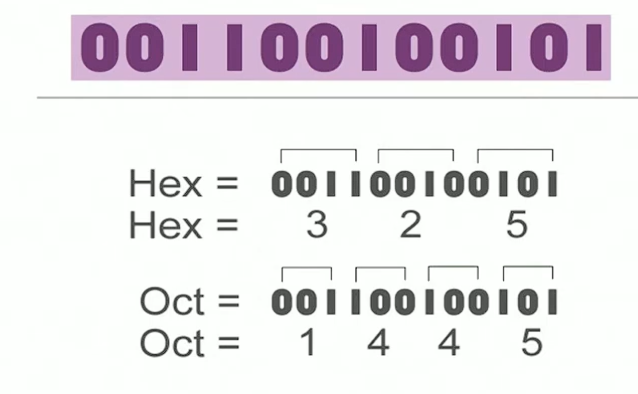 001100100101
Hex = 001100100101
Hex = 3 2 5
Oct = 001100100101
Oct = 1 4 4 5